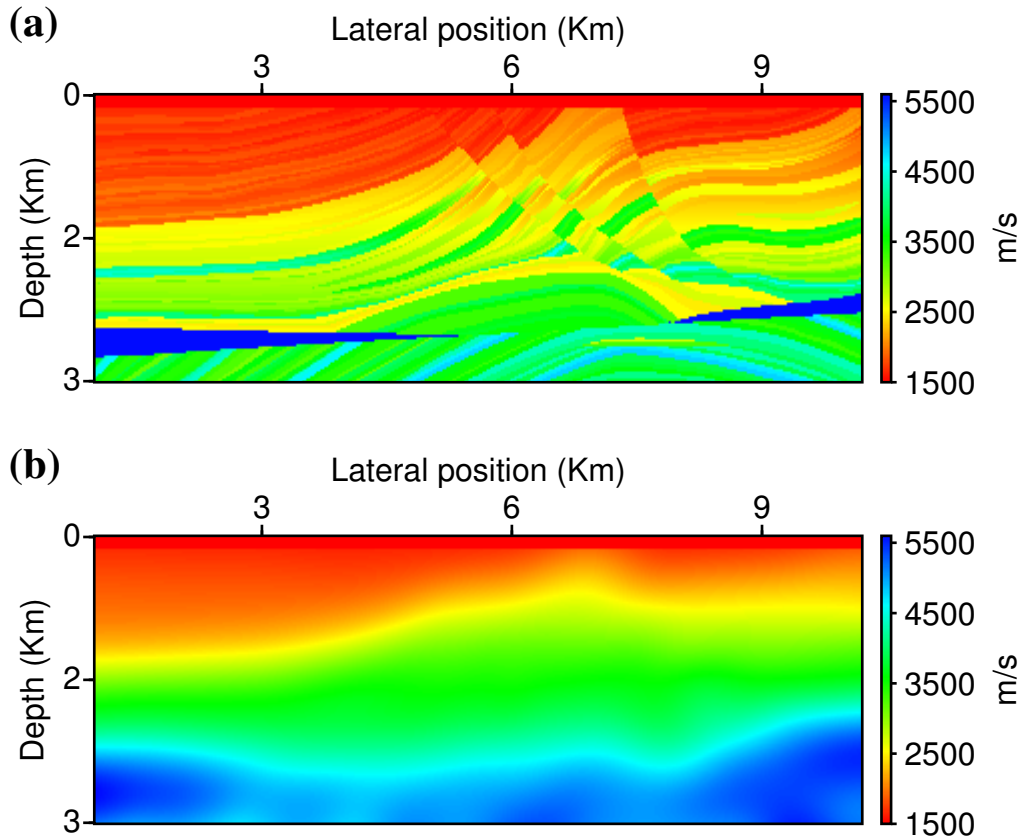 (a)
Lateral position (Km)
3 6 9
0
2
3
Depth (Km)
5500
4500
3500
2500
1500
m/s
(b)
Lateral position (Km)
3 6 9
0
2
3
Depth (Km)
5500
4500
3500
2500
1500
m/s